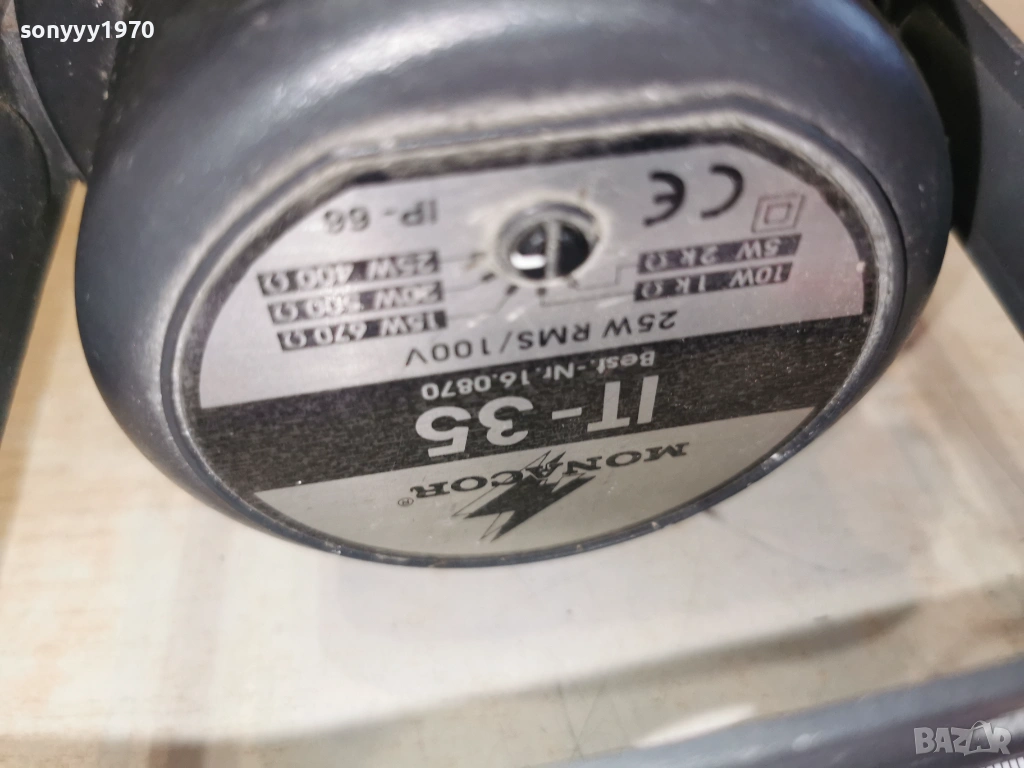 sonyyy1970
MONACOR®
IT-35
Best.-Nr. 16.0870
25W RMS/100V
10W 1kΩ
5W 2kΩ
15W 670Ω
20W 500Ω
25W 400Ω
CE
IP-66
BAZAR